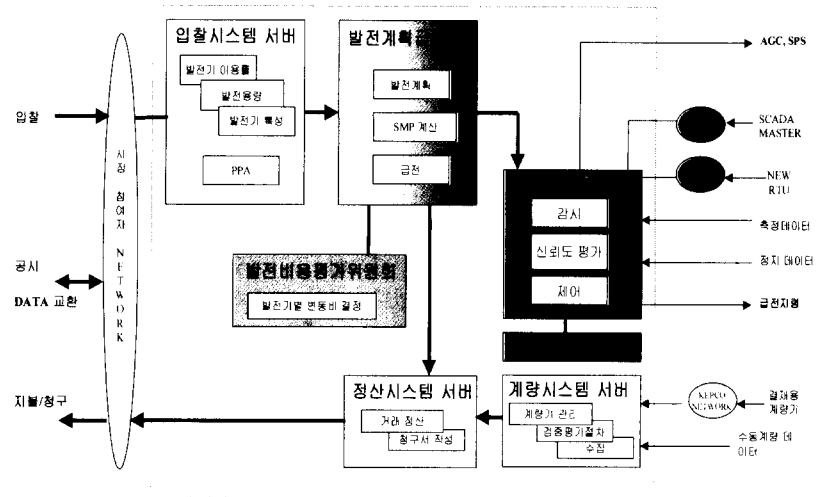 입찰시스템 서버
발전기 이용률
발전용량
발전기 특성
PPA
발전계획
발전계획
SMP 계산
급전
AGC, SPS
SCADA
MASTER
NEW
RTU
감시
신뢰도 평가
제어
측정데이터
정지 데이터
급전지령
입찰
시장 참여자 NETWORK
공시
DATA 교환
지불/청구
발전비용평가위원회
발전기별 변동비 결정
정산시스템 서버
거래 정산
청구서 작성
계량시스템 서버
계량기 관리
검증평가절차
수집
KEPCO
NETWORK
결재용
계량기
수동계량 데
이터